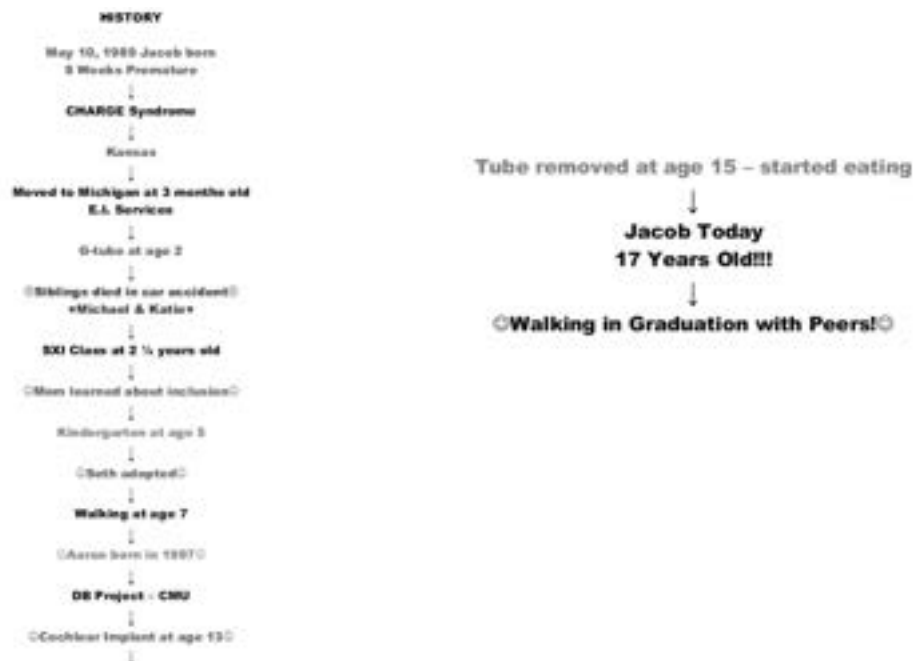 HISTORY
May 10, 1989 Jacob born
8 Weeks Premature
↓
CHARGE Syndrome
↓
Kansas
↓
Moved to Michigan at 3 months old
E.I. Services
↓
G-tube at age 2
↓
☹Siblings died in car accident☹
♥Michael & Katie♥
↓
SXI Class at 2 ½ years old
↓
☺Mom learned about inclusion☺
↓
Kindergarten at age 5
↓
☺Seth adopted☺
↓
Walking at age 7
↓
☺Aaron born in 1997☺
↓
DB Project - CMU
↓
☺Cochlear Implant at age 13☺
↓
Tube removed at age 15 – started eating
↓
Jacob Today
17 Years Old!!!
↓
☺Walking in Graduation with Peers!☺